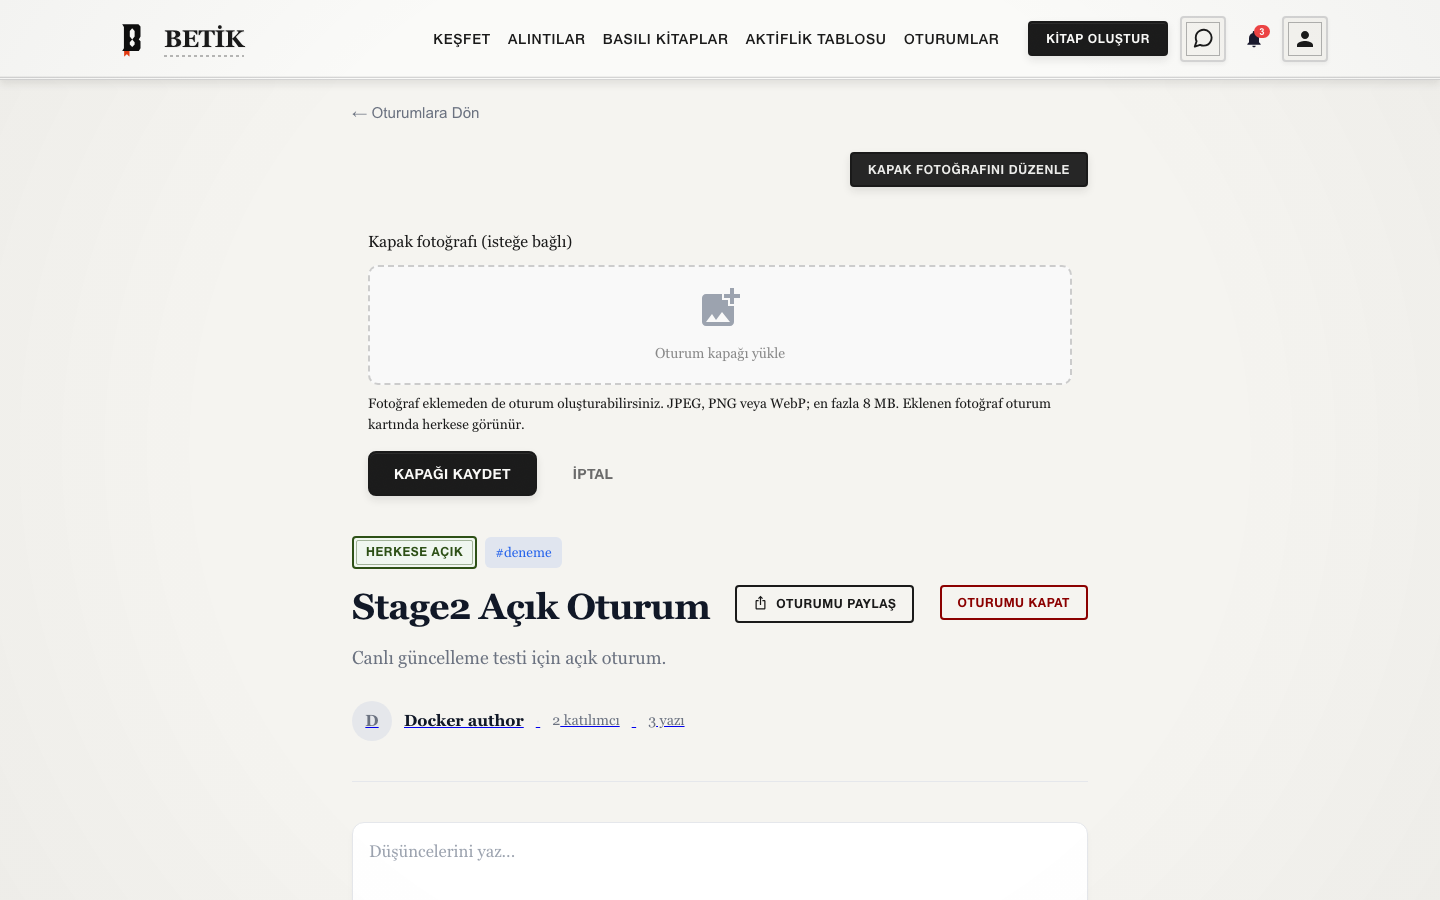 BETİK
KEŞFET ALINTILAR BASILI KİTAPLAR AKTİFLİK TABLOSU OTURUMLAR KİTAP OLUŞTUR 3
← Oturumlara Dön
KAPAK FOTOĞRAFINI DÜZENLE
Kapak fotoğrafı (isteğe bağlı)
Oturum kapağı yükle
Fotoğraf eklemeden de oturum oluşturabilirsiniz. JPEG, PNG veya WebP; en fazla 8 MB. Eklenen fotoğraf oturum
kartında herkese görünür.
KAPAĞI KAYDET İPTAL
HERKESE AÇIK #deneme
Stage2 Açık Oturum OTURUMU PAYLAŞ OTURUMU KAPAT
Canlı güncelleme testi için açık oturum.
D Docker author 2 katılımcı 3 yazı
Düşüncelerini yaz...